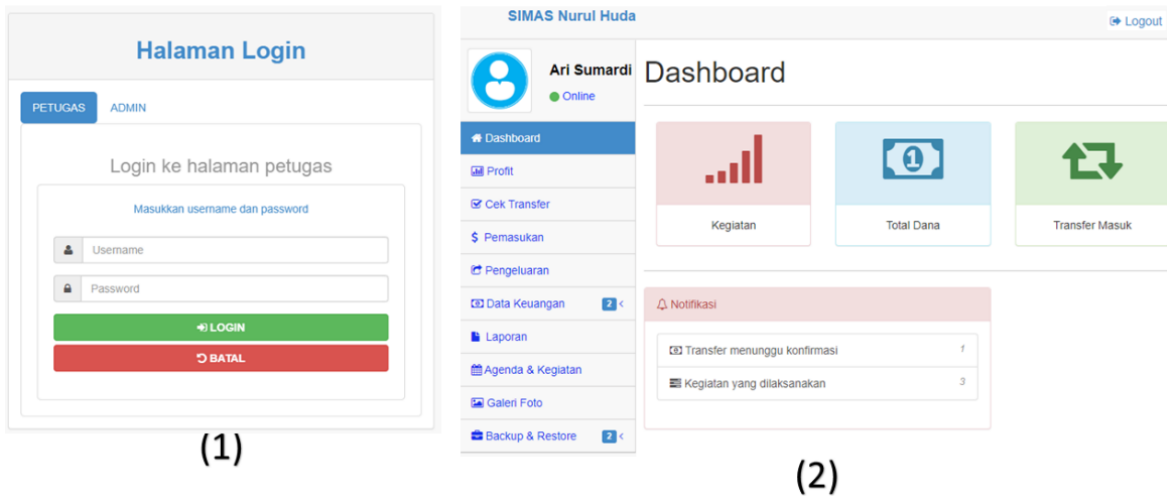 Halaman Login
PETUGAS ADMIN
Login ke halaman petugas
Masukkan username dan password
Username
Password
LOGIN
BATAL
(1)
SIMAS Nurul Huda
Logout
Ari Sumardi
Online
Dashboard
Profit
Cek Transfer
$ Pemasukan
Pengeluaran
Data Keuangan 2 <
Laporan
Agenda & Kegiatan
Galeri Foto
Backup & Restore 2 <
Dashboard
Kegiatan
1
Total Dana
Transfer Masuk
Notifikasi
Transfer menunggu konfirmasi 1
Kegiatan yang dilaksanakan 3
(2)